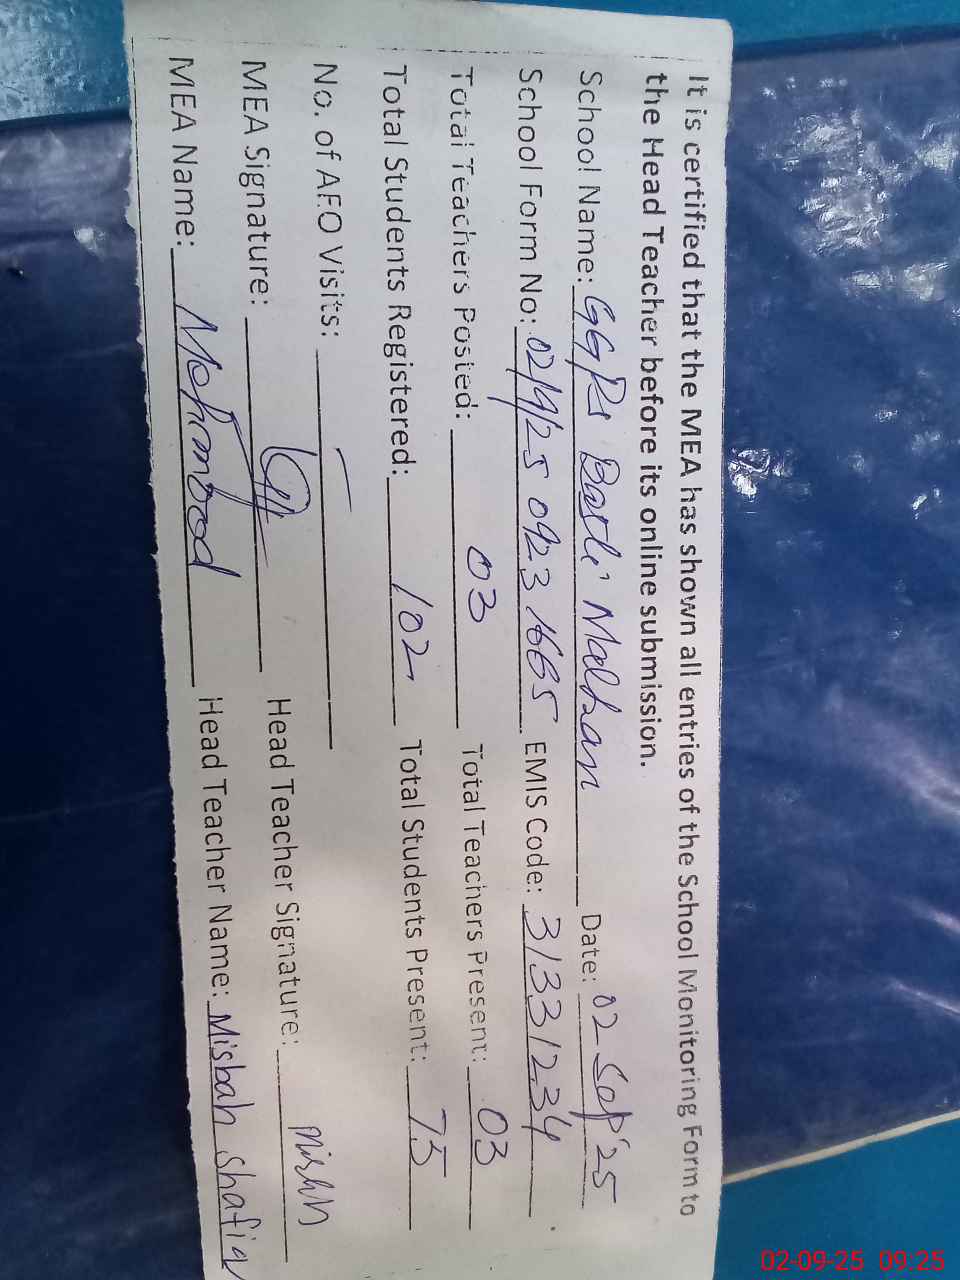 It is certified that the MEA has shown all entries of the School Monitoring Form to
the Head Teacher before its online submission.
School Name: GGPS Basti Malhan Date: 02-Sep'25
School Form No: 02/9/25 0923 1665 EMIS Code: 31331234
Total Teachers Posted: 03 Total Teachers Present: 03
Total Students Registered: 102 Total Students Present: 75
No. of AEO Visits: —
MEA Signature: Head Teacher Signature: Misbah
MEA Name: Mehmood Head Teacher Name: Misbah Shafiq
02-09-25 09:25